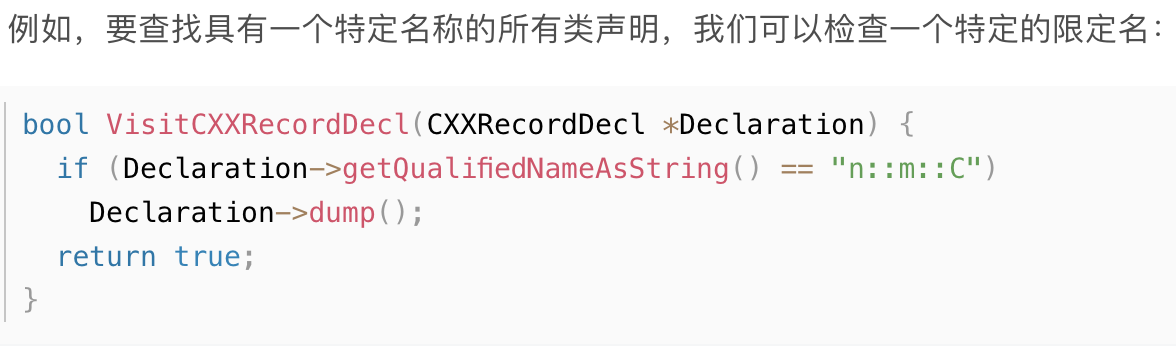 例如，要查找具有一个特定名称的所有类声明，我们可以检查一个特定的限定名：
bool VisitCXXRecordDecl(CXXRecordDecl *Declaration) {
  if (Declaration->getQualifiedNameAsString() == "n::m::C")
    Declaration->dump();
  return true;
}